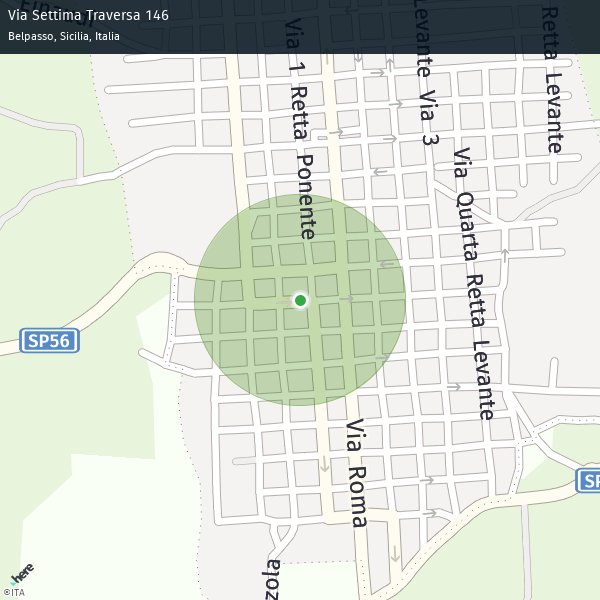 Via Settima Traversa 146
Belpasso, Sicilia, Italia
Via 1 Retta Ponente
Levante
Via 3
Retta Levante
Via Quarta Retta Levante
SP56
Via Roma
SP
zola
here
©ITA